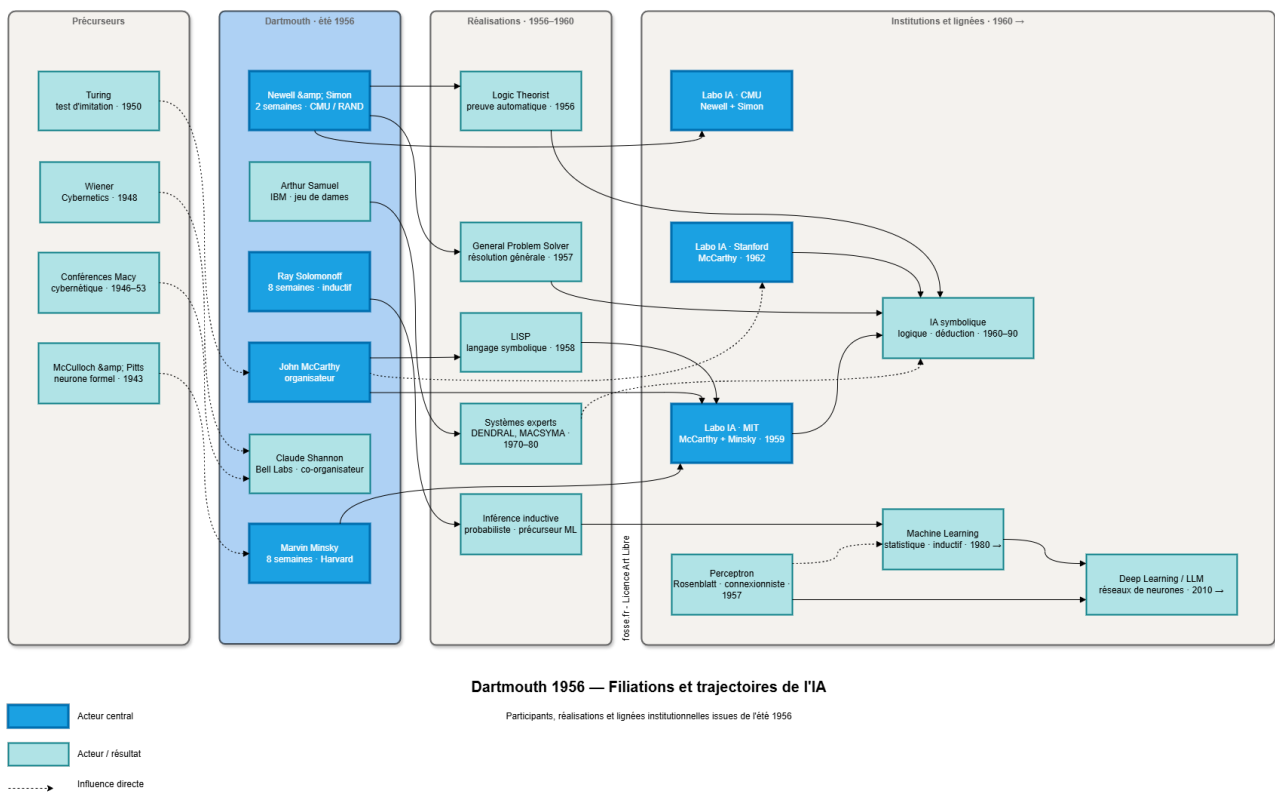 Précurseurs
Turing
test d'imitation · 1950
Wiener
Cybernetics · 1948
Conférences Macy
cybernétique · 1946–53
McCulloch &amp; Pitts
neurone formel · 1943
Dartmouth · été 1956
Newell &amp; Simon
2 semaines · CMU / RAND
Arthur Samuel
IBM · jeu de dames
Ray Solomonoff
8 semaines · inductif
John McCarthy
organisateur
Claude Shannon
Bell Labs · co-organisateur
Marvin Minsky
8 semaines · Harvard
Réalisations · 1956–1960
Logic Theorist
preuve automatique · 1956
General Problem Solver
résolution générale · 1957
LISP
langage symbolique · 1958
Systèmes experts
DENDRAL, MACSYMA ·
1970–80
Inférence inductive
probabiliste · précurseur ML
fosse.fr - Licence Art Libre
Institutions et lignées · 1960 →
Labo IA · CMU
Newell + Simon
Labo IA · Stanford
McCarthy · 1962
IA symbolique
logique · déduction · 1960–90
Labo IA · MIT
McCarthy + Minsky · 1959
Machine Learning
statistique · inductif · 1980 →
Perceptron
Rosenblatt · connexionniste ·
1957
Deep Learning / LLM
réseaux de neurones · 2010 →
Dartmouth 1956 — Filiations et trajectoires de l'IA
Participants, réalisations et lignées institutionnelles issues de l'été 1956
Acteur central
Acteur / résultat
Influence directe